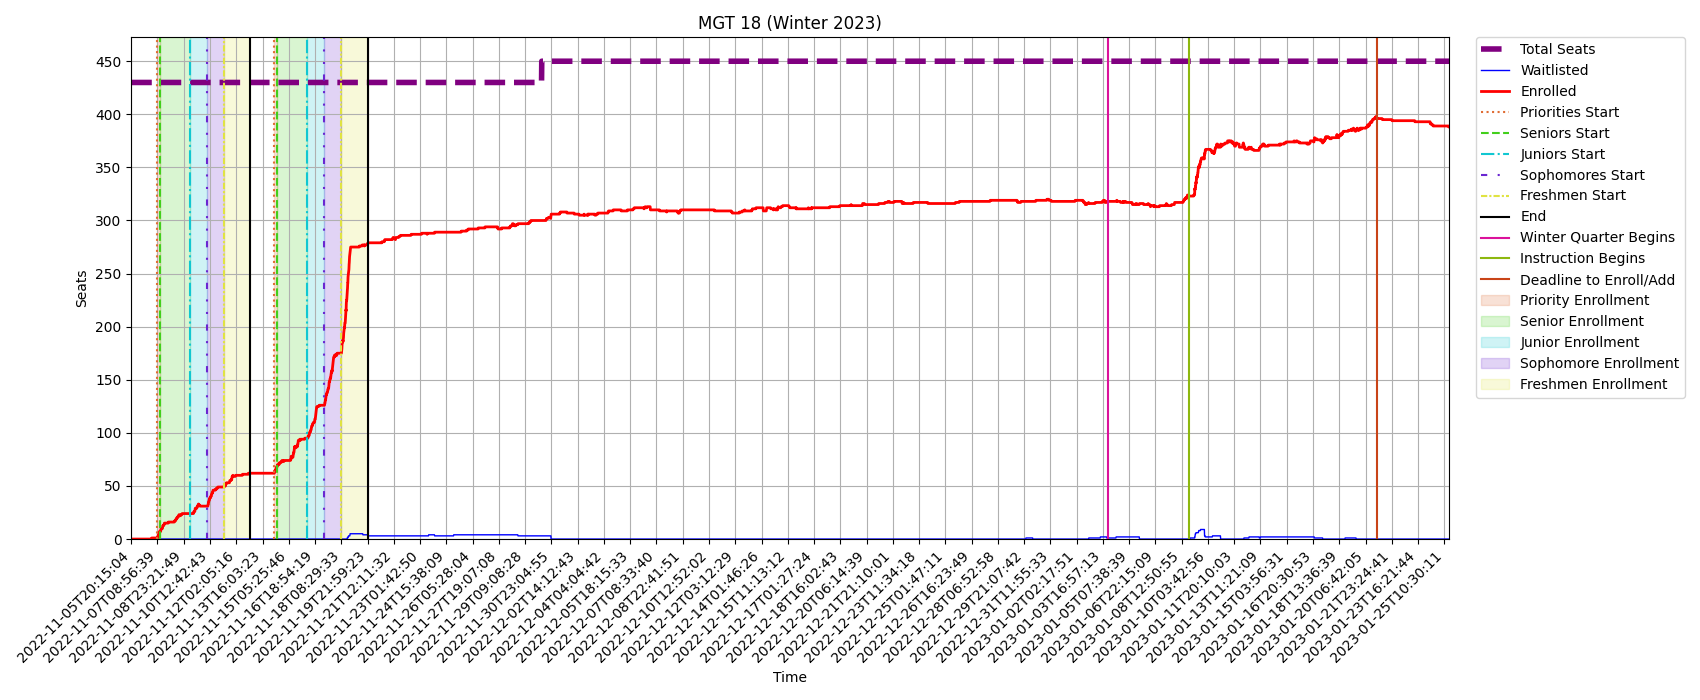 MGT 18 (Winter 2023)
Seats
450
400
350
300
250
200
150
100
50
0
2022-11-05T20:15:04
2022-11-07T08:56:39
2022-11-08T23:21:49
2022-11-10T12:42:43
2022-11-12T02:05:16
2022-11-13T16:03:23
2022-11-15T05:25:46
2022-11-16T18:54:19
2022-11-18T08:29:33
2022-11-19T21:59:23
2022-11-21T12:11:32
2022-11-23T01:42:50
2022-11-24T15:38:09
2022-11-26T05:28:04
2022-11-27T19:07:08
2022-11-29T09:08:28
2022-11-30T23:04:55
2022-12-02T14:12:43
2022-12-04T04:04:42
2022-12-05T18:15:33
2022-12-07T08:33:40
2022-12-08T22:41:51
2022-12-10T12:52:02
2022-12-12T03:12:29
2022-12-14T01:46:26
2022-12-15T11:13:12
2022-12-17T01:27:24
2022-12-18T16:02:43
2022-12-20T06:14:39
2022-12-21T21:10:01
2022-12-23T11:34:18
2022-12-25T01:47:11
2022-12-26T16:23:49
2022-12-28T06:52:58
2022-12-29T21:07:42
2022-12-31T11:55:33
2023-01-02T02:17:51
2023-01-03T16:57:13
2023-01-05T07:38:39
2023-01-06T22:15:09
2023-01-08T12:50:55
2023-01-10T03:42:56
2023-01-11T20:10:03
2023-01-13T11:21:09
2023-01-15T03:56:31
2023-01-16T20:30:53
2023-01-18T13:36:39
2023-01-20T06:42:05
2023-01-21T23:24:41
2023-01-23T16:21:44
2023-01-25T10:30:11
Time
Total Seats
Waitlisted
Enrolled
Priorities Start
Seniors Start
Juniors Start
Sophomores Start
Freshmen Start
End
Winter Quarter Begins
Instruction Begins
Deadline to Enroll/Add
Priority Enrollment
Senior Enrollment
Junior Enrollment
Sophomore Enrollment
Freshmen Enrollment